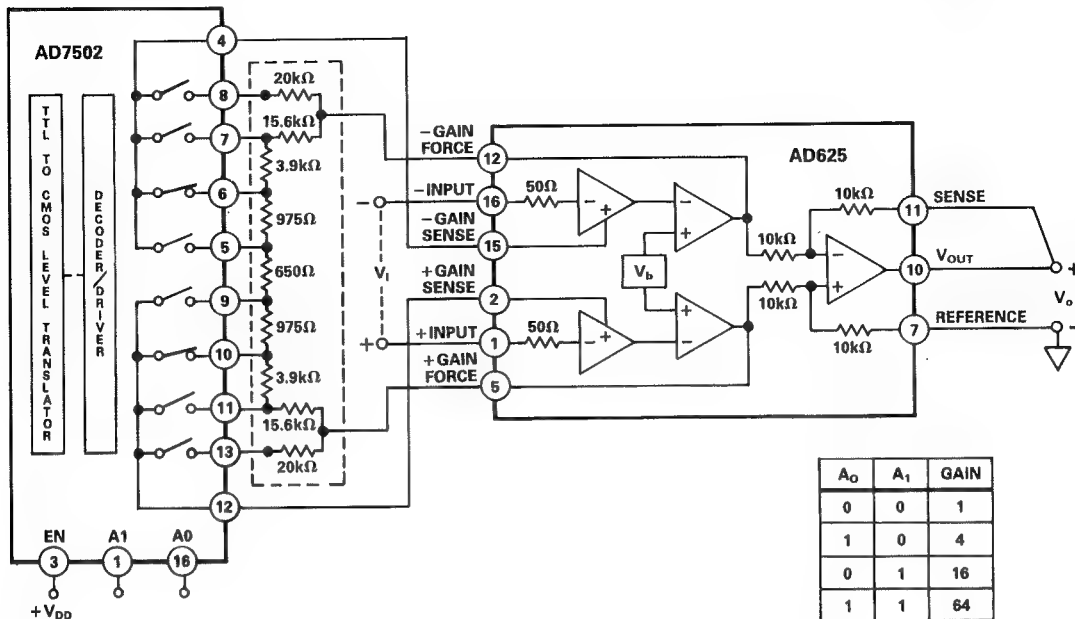 AD7502
TTL TO CMOS LEVEL TRANSLATOR
DECODER/DRIVER
4
8
7
6
5
9
10
11
13
12
EN
A1
A0
3
1
16
+VDD
20kΩ
15.6kΩ
3.9kΩ
975Ω
650Ω
975Ω
3.9kΩ
15.6kΩ
20kΩ
−GAIN
FORCE
−INPUT
−GAIN
SENSE
+GAIN
SENSE
+INPUT
+GAIN
FORCE
−
VI
+
AD625
12
16
15
2
1
5
50Ω
50Ω
−
+
+
−
−
+
+
−
Vb
10kΩ
10kΩ
10kΩ
10kΩ
−
+
11
10
7
SENSE
VOUT
REFERENCE
+
Vo
−
AO A1 GAIN
0 0 1
1 0 4
0 1 16
1 1 64